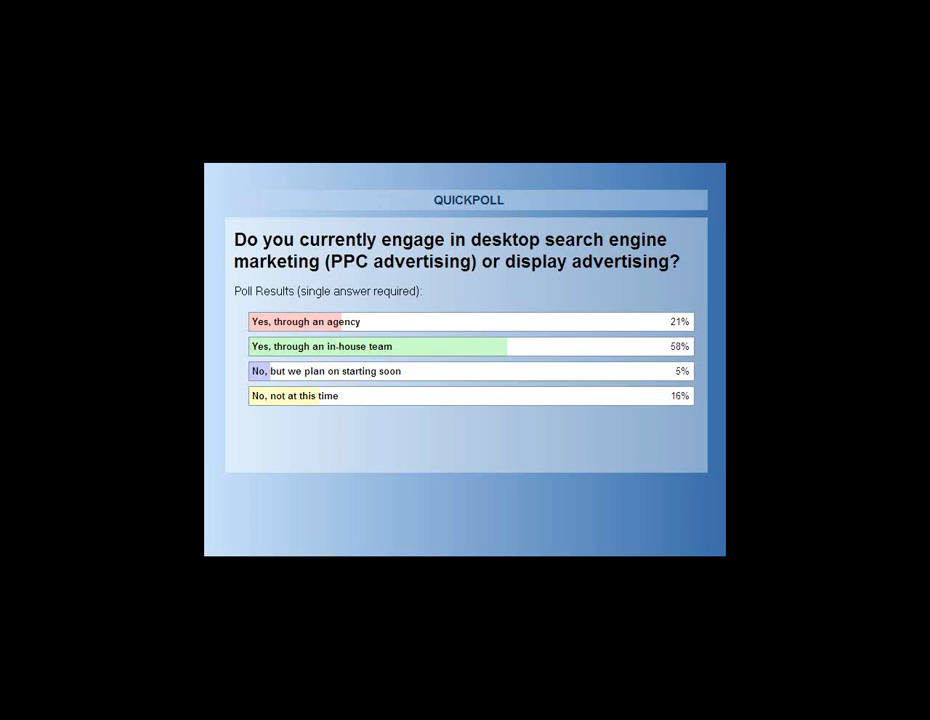 QUICKPOLL
Do you currently engage in desktop search engine
marketing (PPC advertising) or display advertising?
Poll Results (single answer required):
Yes, through an agency 21%
Yes, through an in-house team 58%
No, but we plan on starting soon 5%
No, not at this time 16%